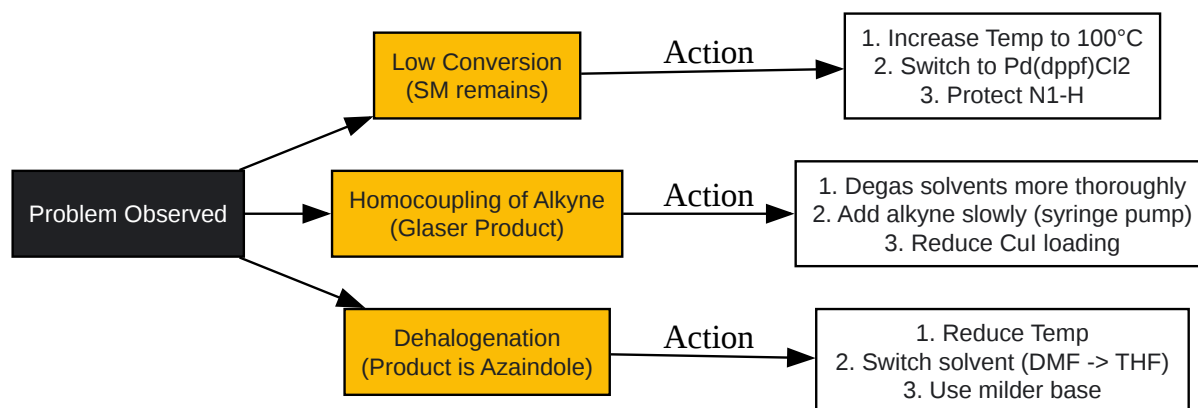 Problem Observed
Low Conversion
(SM remains)
Action
1. Increase Temp to 100°C
2. Switch to Pd(dppf)Cl2
3. Protect N1-H
Homocoupling of Alkyne
(Glaser Product)
Action
1. Degas solvents more thoroughly
2. Add alkyne slowly (syringe pump)
3. Reduce CuI loading
Dehalogenation
(Product is Azaindole)
Action
1. Reduce Temp
2. Switch solvent (DMF -> THF)
3. Use milder base